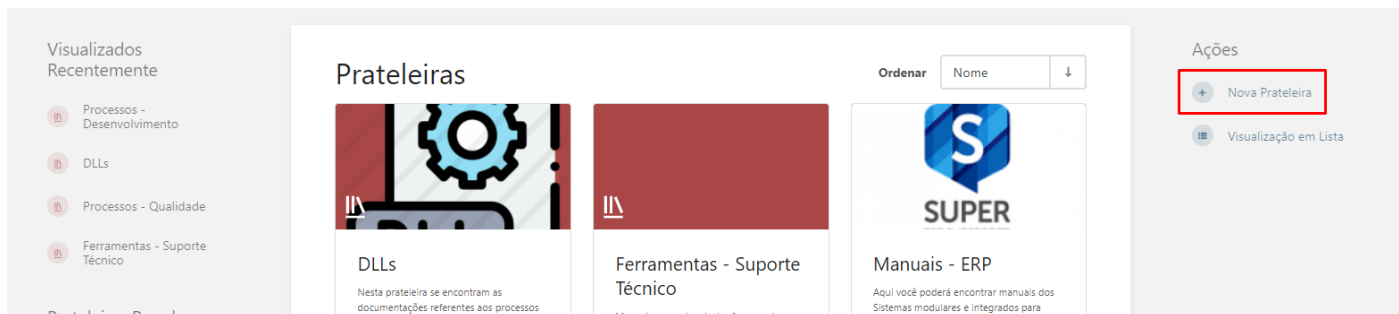 Visualizados
Recentemente
Processos -
Desenvolvimento
DLLs
Processos - Qualidade
Ferramentas - Suporte
Técnico
Prateleiras
Ordenar
Nome
DLLs
Nesta prateleira se encontram as
documentações referentes aos processos
Ferramentas - Suporte
Técnico
SUPER
Manuais - ERP
Aqui você poderá encontrar manuais dos
Sistemas modulares e integrados para
Ações
Nova Prateleira
Visualização em Lista